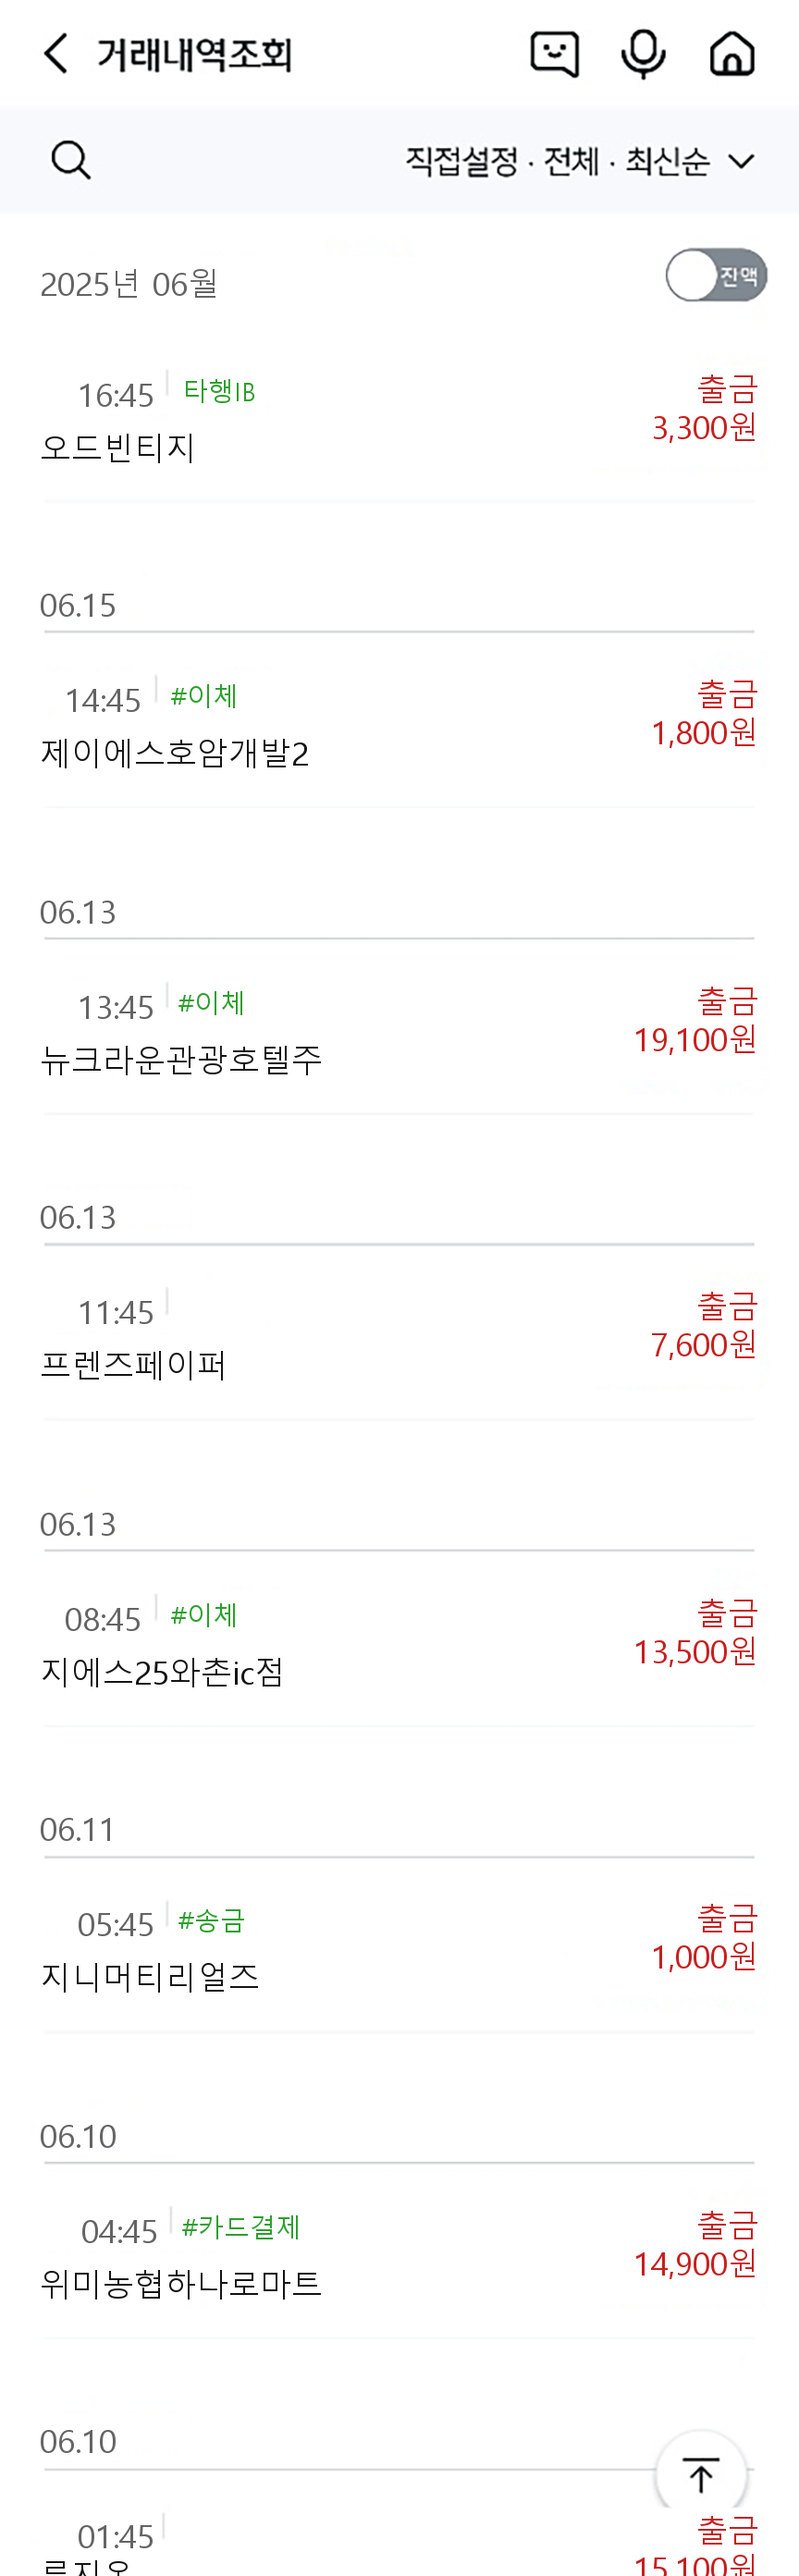 거래내역조회
직접설정 · 전체 · 최신순
2025년 06월
잔액
16:45 타행IB
출금
오드빈티지
3,300원
06.15
14:45 #이체
출금
제이에스호암개발2
1,800원
06.13
13:45 #이체
출금
뉴크라운관광호텔주
19,100원
06.13
11:45
출금
프렌즈페이퍼
7,600원
06.13
08:45 #이체
출금
지에스25와촌ic점
13,500원
06.11
05:45 #송금
출금
지니머티리얼즈
1,000원
06.10
04:45 #카드결제
출금
위미농협하나로마트
14,900원
06.10
01:45
출금
15,100원